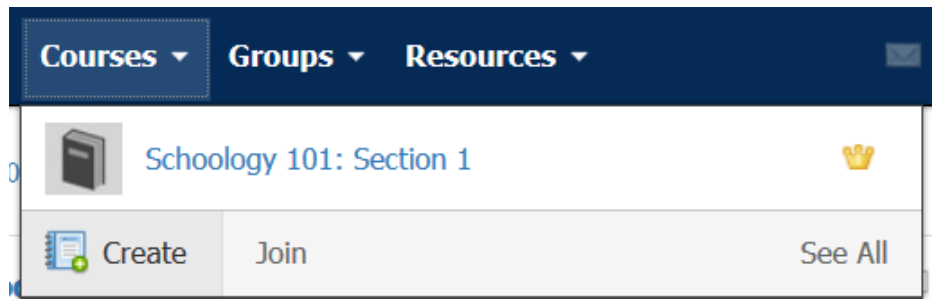 Courses Groups Resources
Schoology 101: Section 1
Create Join See All